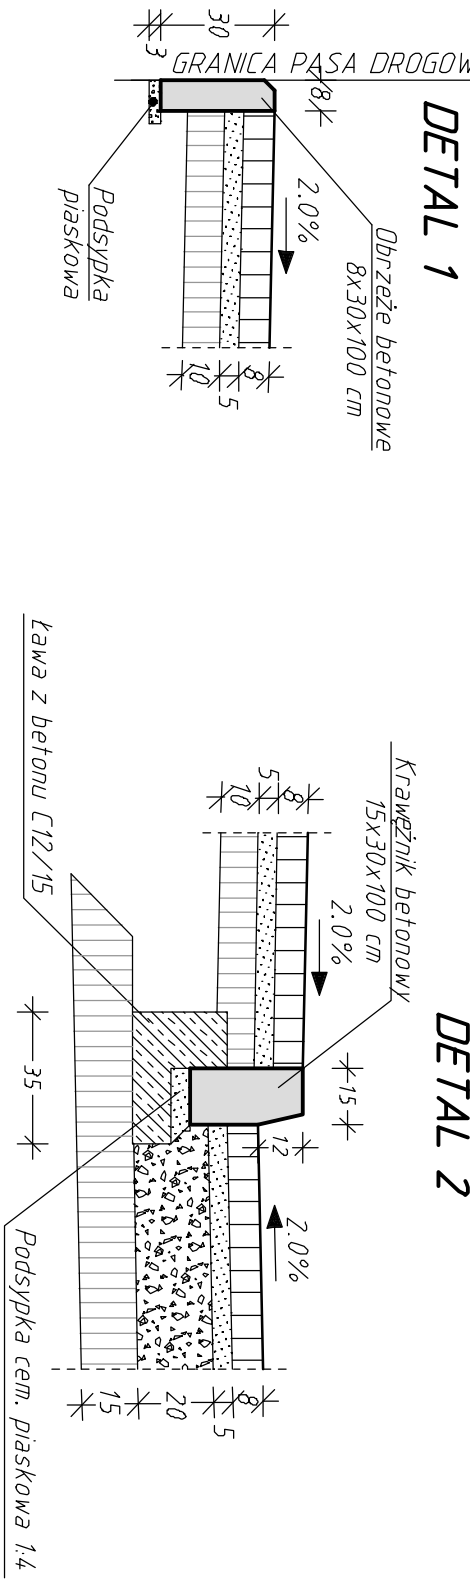 DETAL 1
GRANICA PASA DROGOW
30
3
8
2.0%
Obrzeże betonowe
8x30x100 cm
Podsypka
piaskowa
8
5
10
DETAL 2
Krawężnik betonowy
15x30x100 cm
8
5
10
2.0%
15
12
2.0%
Ława z betonu C12/15
35
8
5
20
15
Podsypka cem. piaskowa 1:4